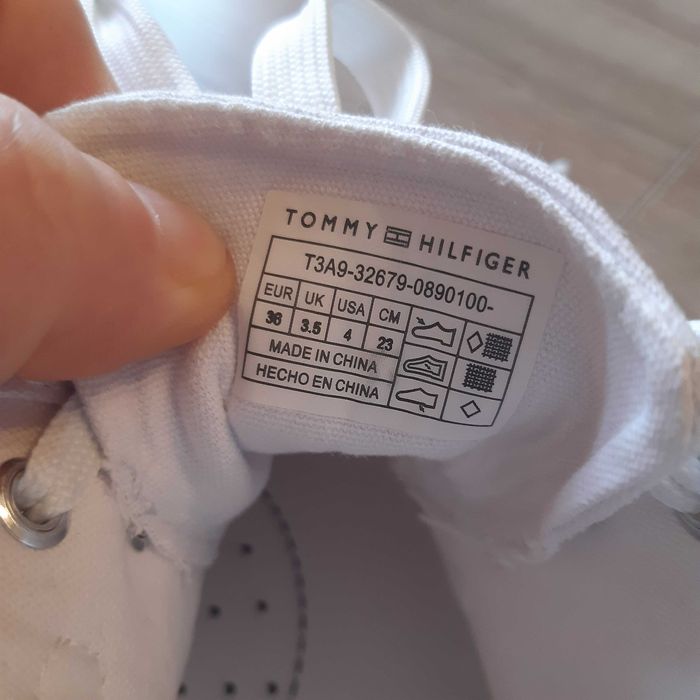 TOMMY HILFIGER
T3A9-32679-0890100-
EUR UK USA CM
36 3.5 4 23
MADE IN CHINA
HECHO EN CHINA